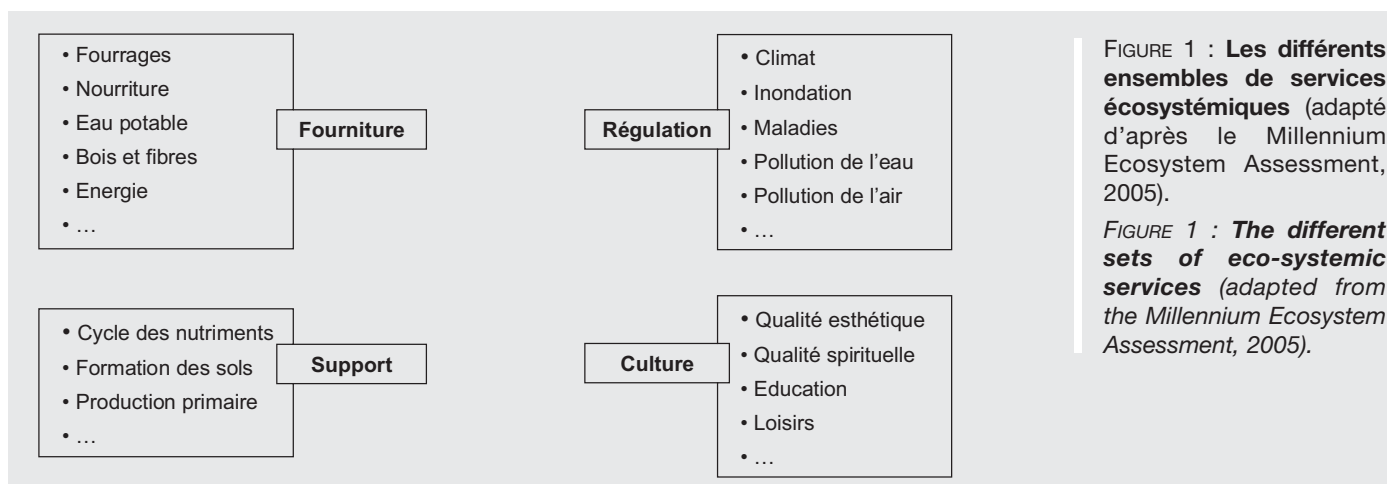 • Fourrages
• Nourriture
• Eau potable
• Bois et fibres
• Energie
• …
Fourniture
Régulation
• Climat
• Inondation
• Maladies
• Pollution de l'eau
• Pollution de l'air
• …
• Cycle des nutriments
• Formation des sols
• Production primaire
• …
Support
Culture
• Qualité esthétique
• Qualité spirituelle
• Education
• Loisirs
• …
FIGURE 1 : Les différents
ensembles de services
écosystémiques (adapté
d'après le Millennium
Ecosystem Assessment,
2005).
FIGURE 1 : The different
sets of eco-systemic
services (adapted from
the Millennium Ecosystem
Assessment, 2005).